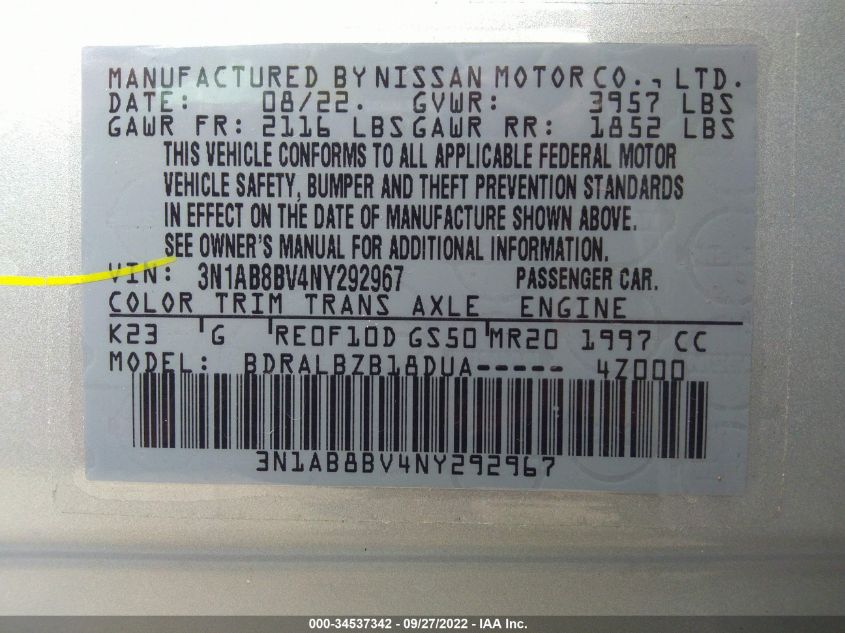 MANUFACTURED BY NISSAN MOTOR CO., LTD.
DATE: 08/22. GVWR: 3957 LBS
GAWR FR: 2116 LBS GAWR RR: 1852 LBS
THIS VEHICLE CONFORMS TO ALL APPLICABLE FEDERAL MOTOR
VEHICLE SAFETY, BUMPER AND THEFT PREVENTION STANDARDS
IN EFFECT ON THE DATE OF MANUFACTURE SHOWN ABOVE.
SEE OWNER'S MANUAL FOR ADDITIONAL INFORMATION.
VIN: 3N1AB8BV4NY292967 PASSENGER CAR.
COLOR TRIM TRANS AXLE ENGINE
K23 G RE0F10D GS50 MR20 1997 CC
MODEL: BDRALBZB18DUA----- 4Z000
3N1AB8BV4NY292967
000-34537342 / 09/27/2022 - IAA Inc.